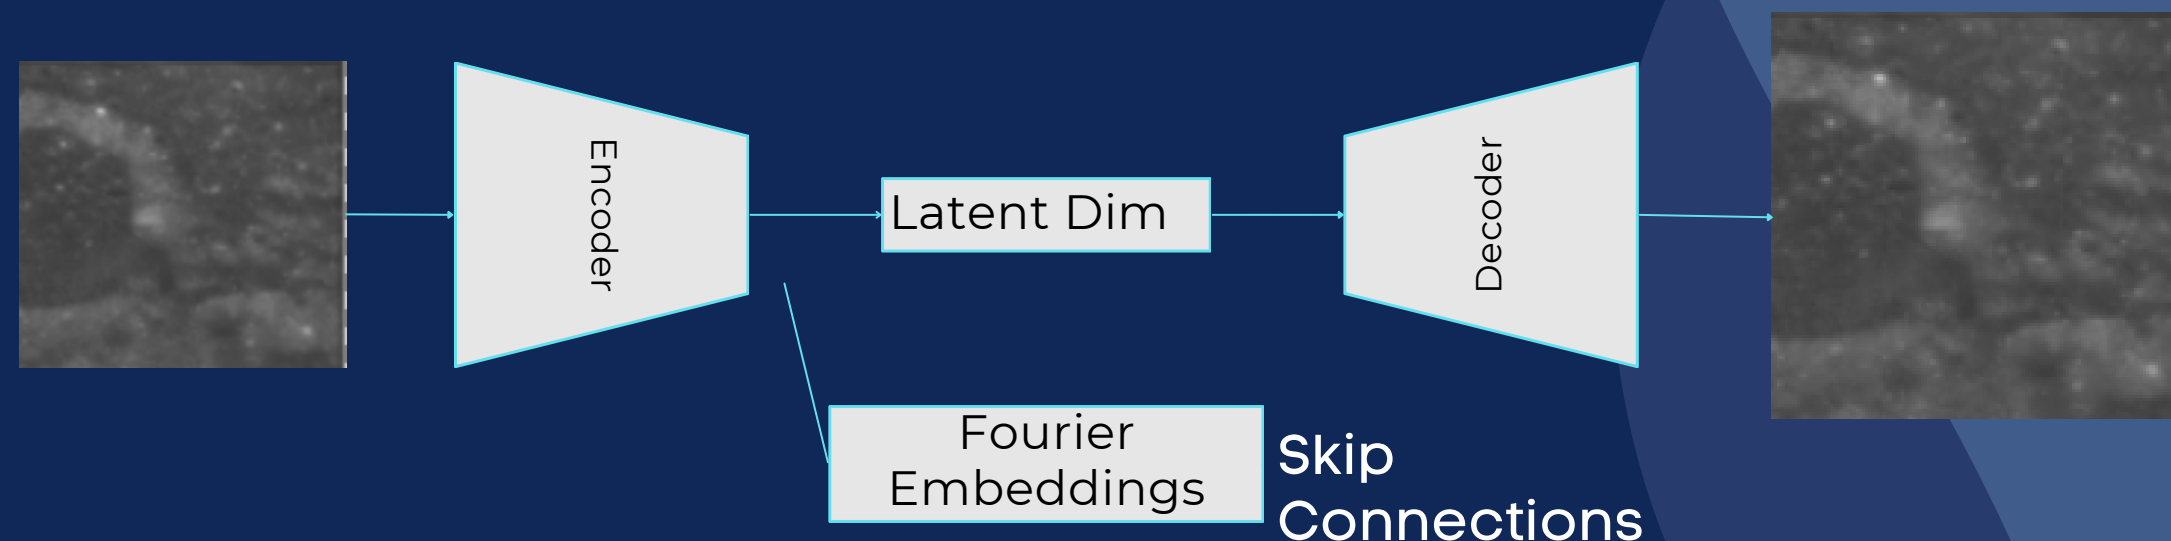 Encoder
Latent Dim
Decoder
Fourier
Embeddings
Skip
Connections